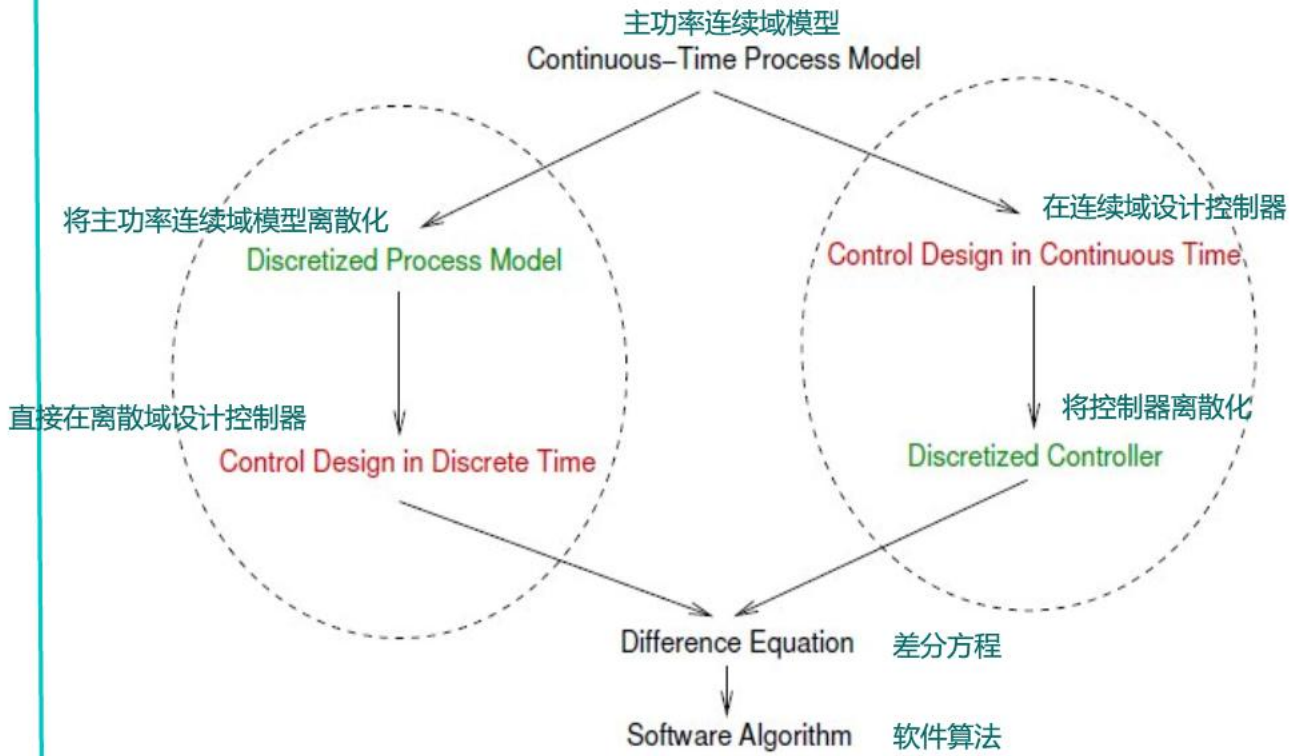 主功率连续域模型
Continuous–Time Process Model
将主功率连续域模型离散化
Discretized Process Model
在连续域设计控制器
Control Design in Continuous Time
直接在离散域设计控制器
Control Design in Discrete Time
将控制器离散化
Discretized Controller
Difference Equation 差分方程
Software Algorithm 软件算法